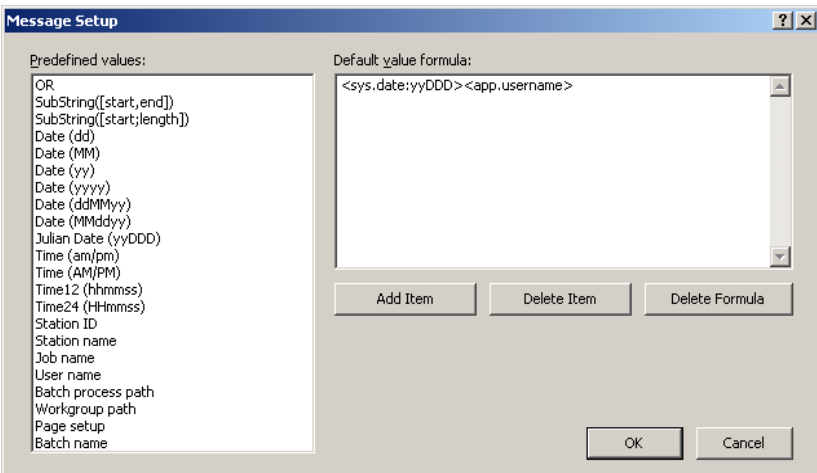 Message Setup
Predefined values:
OR
SubString([start,end])
SubString([start;length])
Date (dd)
Date (MM)
Date (yy)
Date (yyyy)
Date (ddMMyy)
Date (MMddyy)
Julian Date (yyDDD)
Time (am/pm)
Time (AM/PM)
Time12 (hhmmss)
Time24 (HHmmss)
Station ID
Station name
Job name
User name
Batch process path
Workgroup path
Page setup
Batch name
Default value formula:
<sys.date:yyDDD><app.username>
Add Item
Delete Item
Delete Formula
OK
Cancel